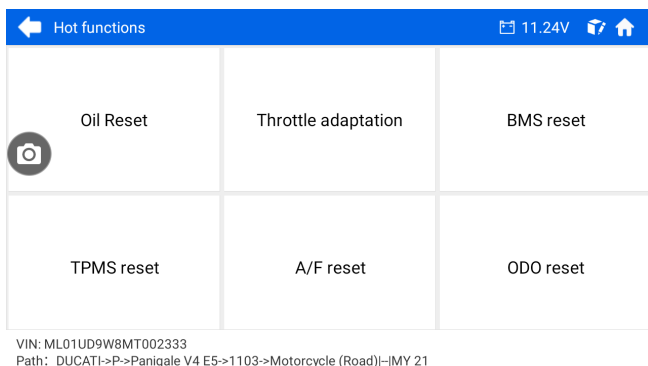 Hot functions 11.24V
Oil Reset Throttle adaptation BMS reset
TPMS reset A/F reset ODO reset
VIN: ML01UD9W8MT002333
Path: DUCATI->P->Panigale V4 E5->1103->Motorcycle (Road)|--|MY 21